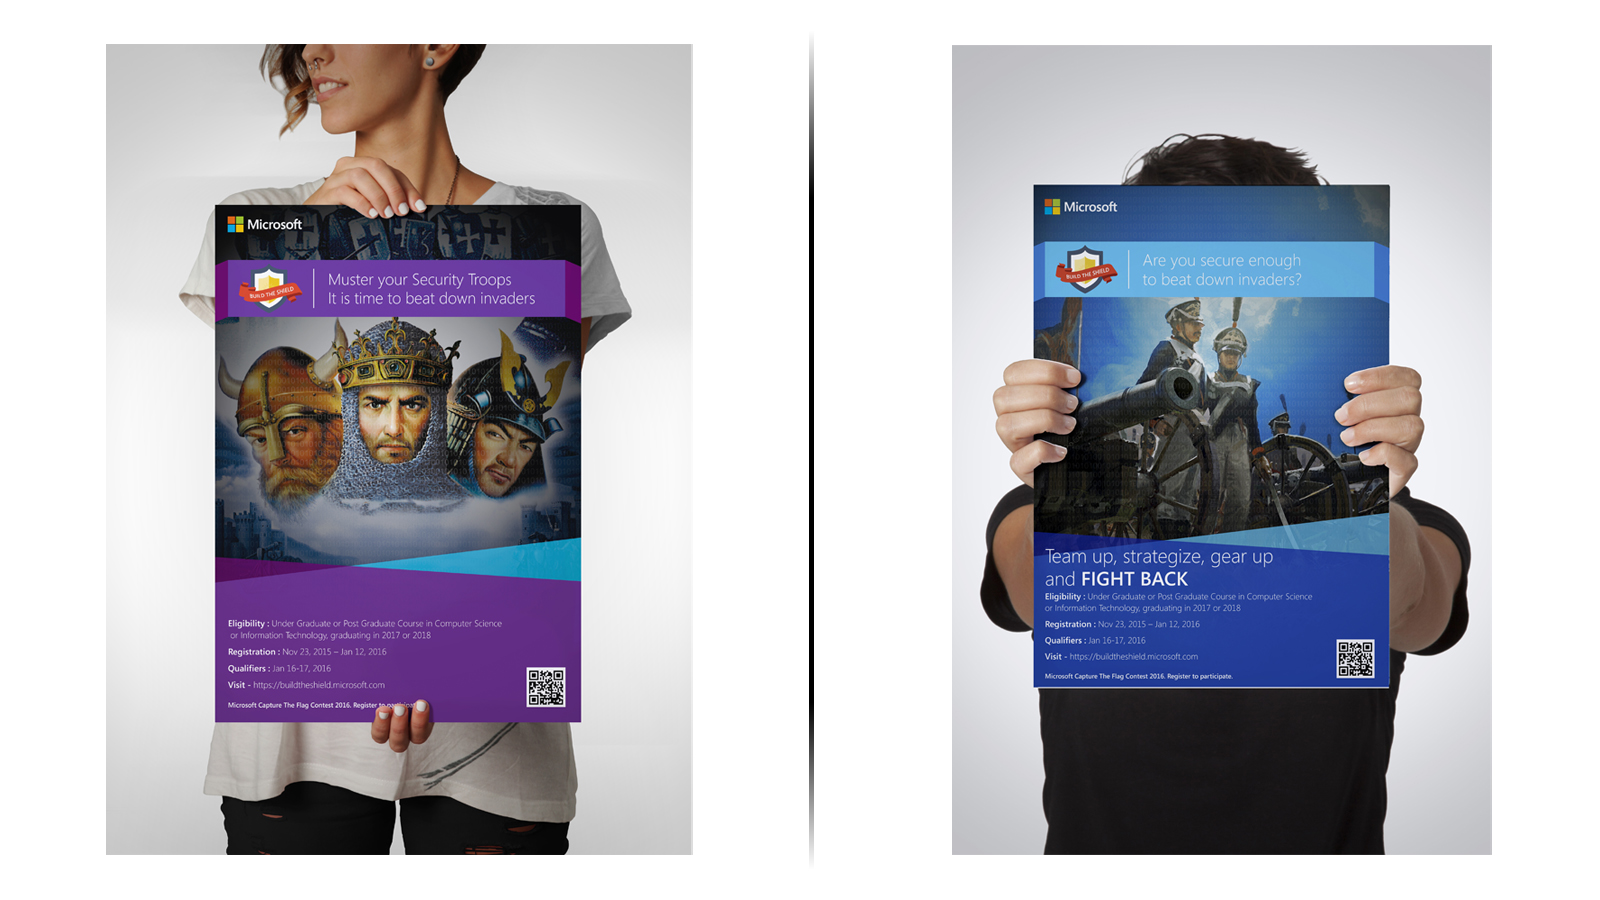 Microsoft
BUILD THE SHIELD
Muster your Security Troops
It is time to beat down invaders
Eligibility : Under Graduate or Post Graduate Course in Computer Science
or Information Technology, graduating in 2017 or 2018
Registration : Nov 23, 2015 – Jan 12, 2016
Qualifiers : Jan 16-17, 2016
Visit - https://buildtheshield.microsoft.com
Microsoft Capture The Flag Contest 2016. Register to
Microsoft
BUILD THE SHIELD
Are you secure enough
to beat down invaders?
Team up, strategize, gear up
and FIGHT BACK
Eligibility : Under Graduate or Post Graduate Course in Computer Science
or Information Technology, graduating in 2017 or 2018
Registration : Nov 23, 2015 – Jan 12, 2016
Qualifiers : Jan 16-17, 2016
Visit - https://buildtheshield.microsoft.com
Microsoft Capture The Flag Contest 2016. Register to participate.